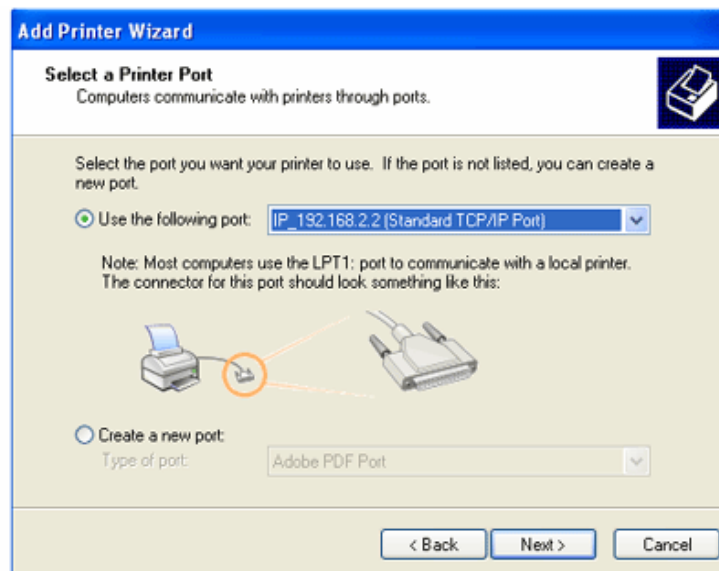 Add Printer Wizard
Select a Printer Port
Computers communicate with printers through ports.
Select the port you want your printer to use.  If the port is not listed, you can create a
new port.
Use the following port: IP_192.168.2.2 (Standard TCP/IP Port)
Note: Most computers use the LPT1: port to communicate with a local printer.
The connector for this port should look something like this:
Create a new port:
Type of port: Adobe PDF Port
< Back Next > Cancel